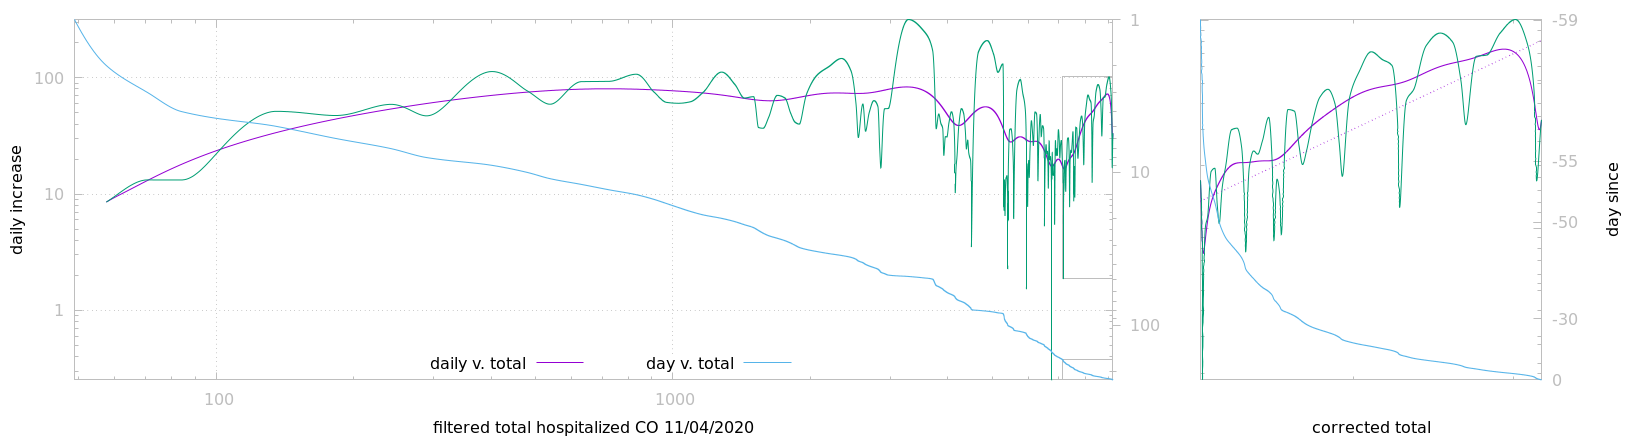 1
-59
100
daily increase
10
10
-55
-50
day since
1
100
-30
daily v. total
day v. total
0
100
1000
filtered total hospitalized CO 11/04/2020
corrected total